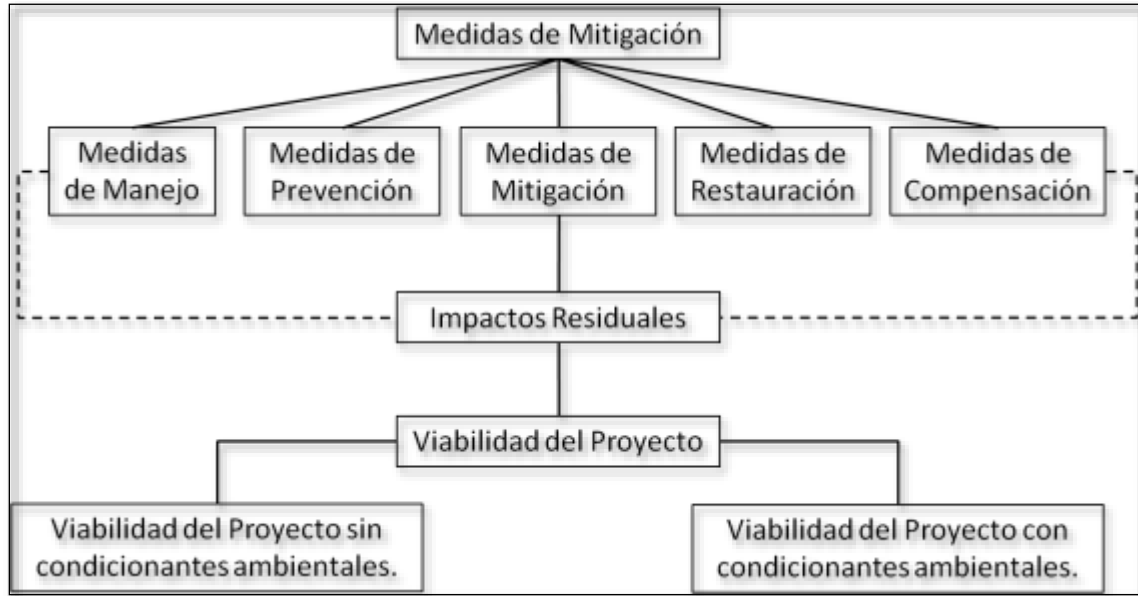 Medidas de Mitigación
Medidas
de Manejo
Medidas de
Prevención
Medidas de
Mitigación
Medidas de
Restauración
Medidas de
Compensación
Impactos Residuales
Viabilidad del Proyecto
Viabilidad del Proyecto sin
condicionantes ambientales.
Viabilidad del Proyecto con
condicionantes ambientales.